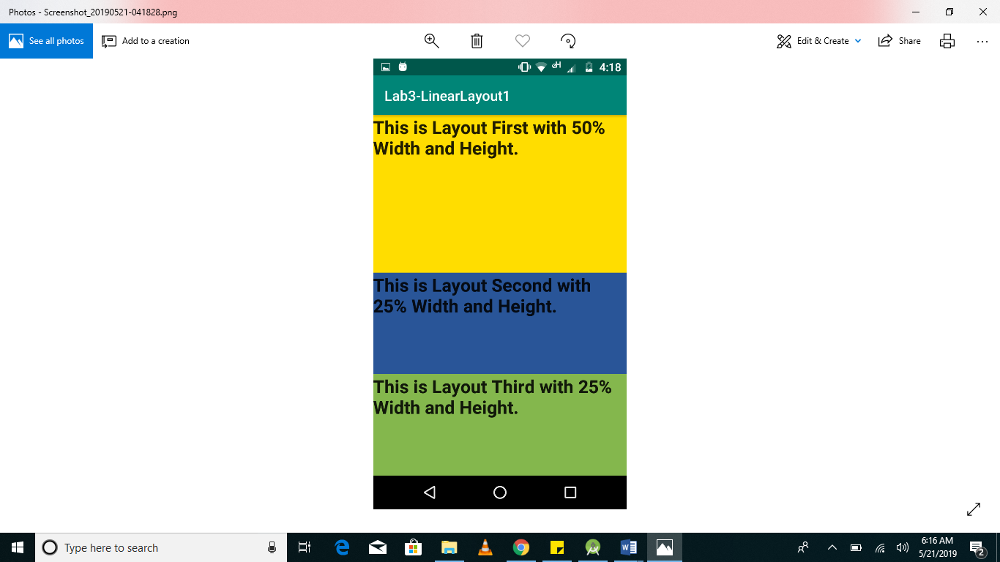 Photos - Screenshot_20190521-041828.png
See all photos
Add to a creation
Edit & Create
Share
4:18
Lab3-LinearLayout1
This is Layout First with 50%
Width and Height.
This is Layout Second with
25% Width and Height.
This is Layout Third with 25%
Width and Height.
Type here to search
6:16 AM
5/21/2019
2